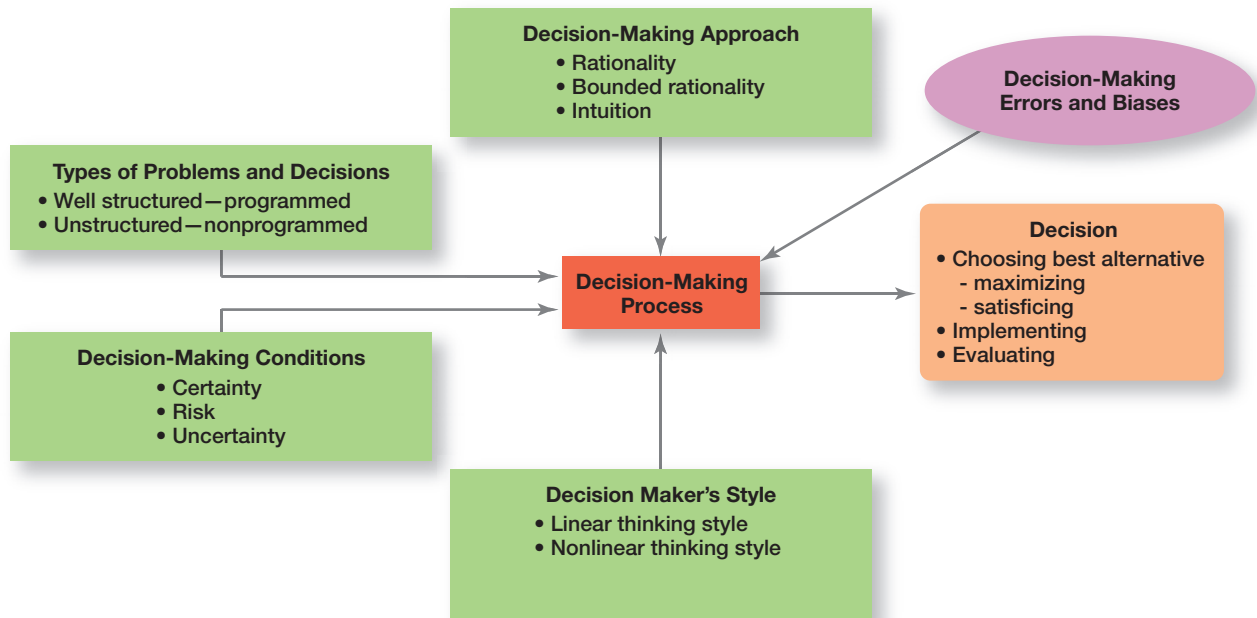 Decision-Making Approach
• Rationality
• Bounded rationality
• Intuition
Decision-Making
Errors and Biases
Types of Problems and Decisions
• Well structured—programmed
• Unstructured—nonprogrammed
Decision
• Choosing best alternative
- maximizing
- satisficing
• Implementing
• Evaluating
Decision-Making
Process
Decision-Making Conditions
• Certainty
• Risk
• Uncertainty
Decision Maker's Style
• Linear thinking style
• Nonlinear thinking style